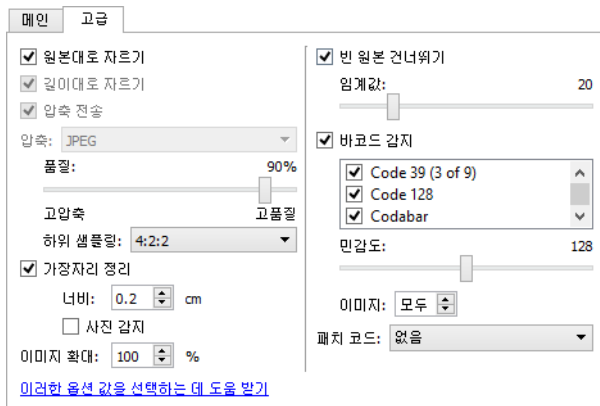 메인 고급
원본대로 자르기
길이대로 자르기
압축 전송
압축: JPEG
품질: 90%
고압축 고품질
하위 샘플링: 4:2:2
가장자리 정리
너비: 0.2 cm
사진 감지
이미지 확대: 100 %
이러한 옵션 값을 선택하는 데 도움 받기
빈 원본 건너뛰기
임계값: 20
바코드 감지
Code 39 (3 of 9)
Code 128
Codabar
민감도: 128
이미지: 모두
패치 코드: 없음